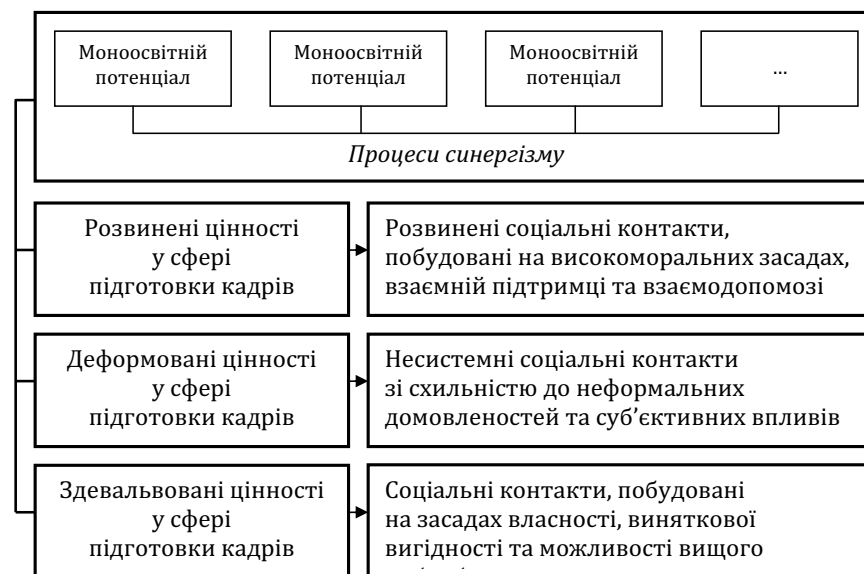 Моноосвітній
потенціал
Моноосвітній
потенціал
Моноосвітній
потенціал
...
Процеси синергізму
Розвинені цінності
у сфері
підготовки кадрів
Розвинені соціальні контакти,
побудовані на високоморальних засадах,
взаємній підтримці та взаємодопомозі
Деформовані цінності
у сфері
підготовки кадрів
Несистемні соціальні контакти
зі схильністю до неформальних
домовленостей та суб’єктивних впливів
Здевальвовані цінності
у сфері
підготовки кадрів
Соціальні контакти, побудовані
на засадах власності, виняткової
вигідності та можливості вищого